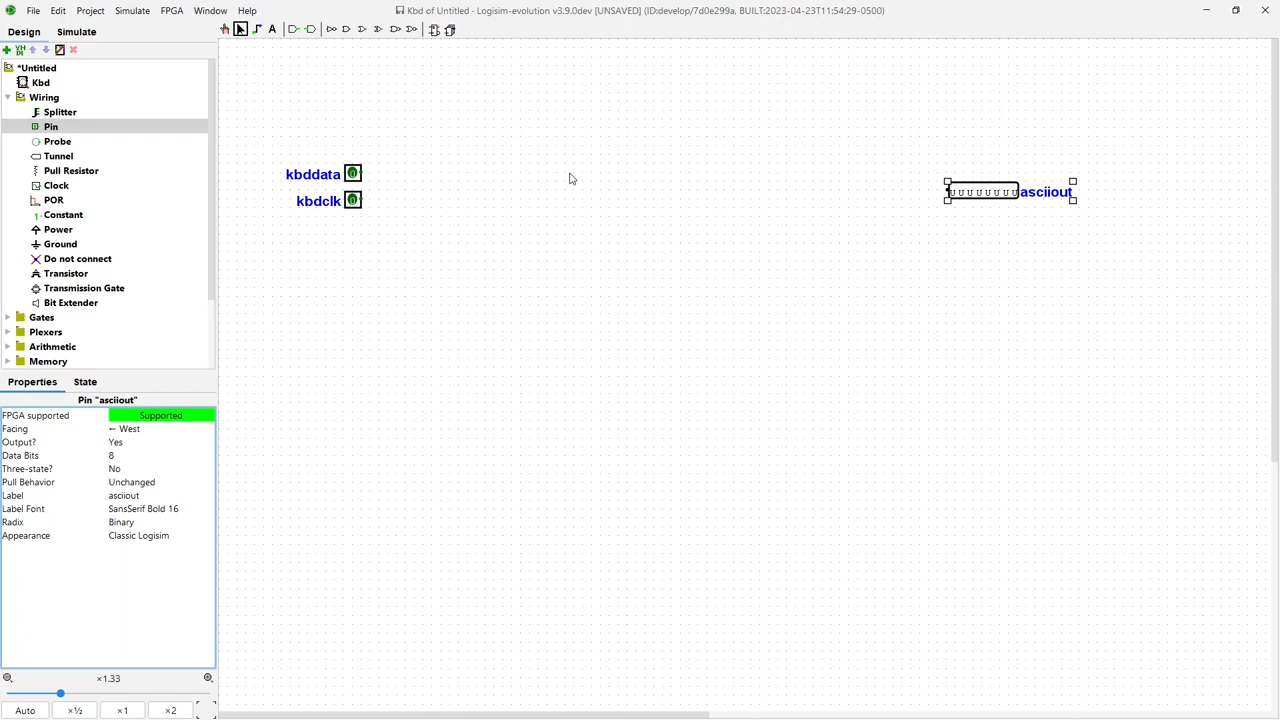 File Edit Project Simulate FPGA Window Help
Kbd of Untitled - Logisim-evolution v3.9.0dev [UNSAVED] (ID:develop/7d0e299a, BUILT:2023-04-23T11:54:29-0500)
Design Simulate
A
VH
DL
*Untitled
Kbd
Wiring
Splitter
Pin
Probe
Tunnel
Pull Resistor
Clock
POR
Constant
Power
Ground
Do not connect
Transistor
Transmission Gate
Bit Extender
Gates
Plexers
Arithmetic
Memory
kbddata
kbdclk
U U U U U U U U asciiout
Properties State
Pin "asciiout"
FPGA supported Supported
Facing ← West
Output? Yes
Data Bits 8
Three-state? No
Pull Behavior Unchanged
Label asciiout
Label Font SansSerif Bold 16
Radix Binary
Appearance Classic Logisim
×1.33
Auto ×½ ×1 ×2